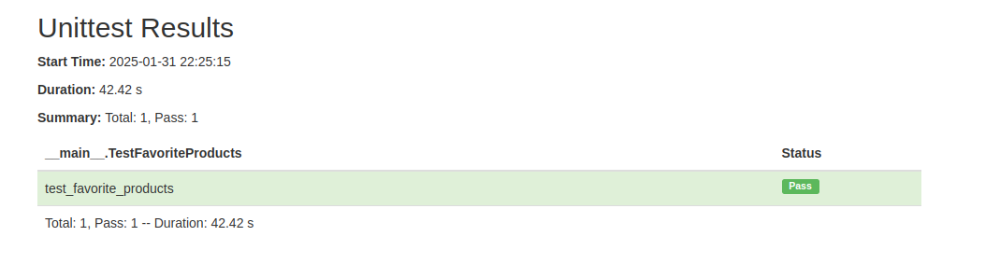 Unittest Results
Start Time: 2025-01-31 22:25:15
Duration: 42.42 s
Summary: Total: 1, Pass: 1
__main__.TestFavoriteProducts Status
test_favorite_products Pass
Total: 1, Pass: 1 -- Duration: 42.42 s